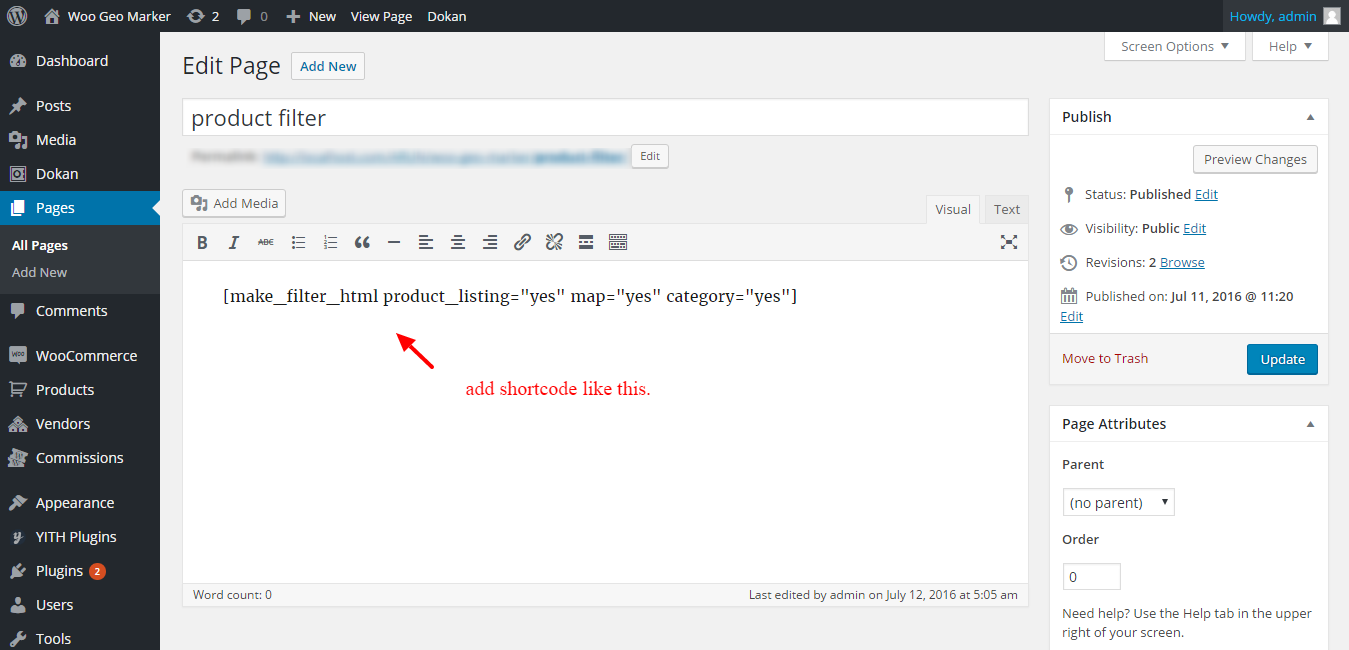 Woo Geo Marker 2 0 New View Page Dokan Howdy, admin
Screen Options Help
Dashboard
Posts
Media
Dokan
Pages
All Pages
Add New
Comments
WooCommerce
Products
Vendors
Commissions
Appearance
YITH Plugins
Plugins 2
Users
Tools
Edit Page Add New
product filter
Edit
Add Media
Visual Text
B I ABC
[make_filter_html product_listing="yes" map="yes" category="yes"]
add shortcode like this.
Word count: 0 Last edited by admin on July 12, 2016 at 5:05 am
Publish
Preview Changes
Status: Published Edit
Visibility: Public Edit
Revisions: 2 Browse
Published on: Jul 11, 2016 @ 11:20
Edit
Move to Trash Update
Page Attributes
Parent
(no parent)
Order
0
Need help? Use the Help tab in the upper
right of your screen.